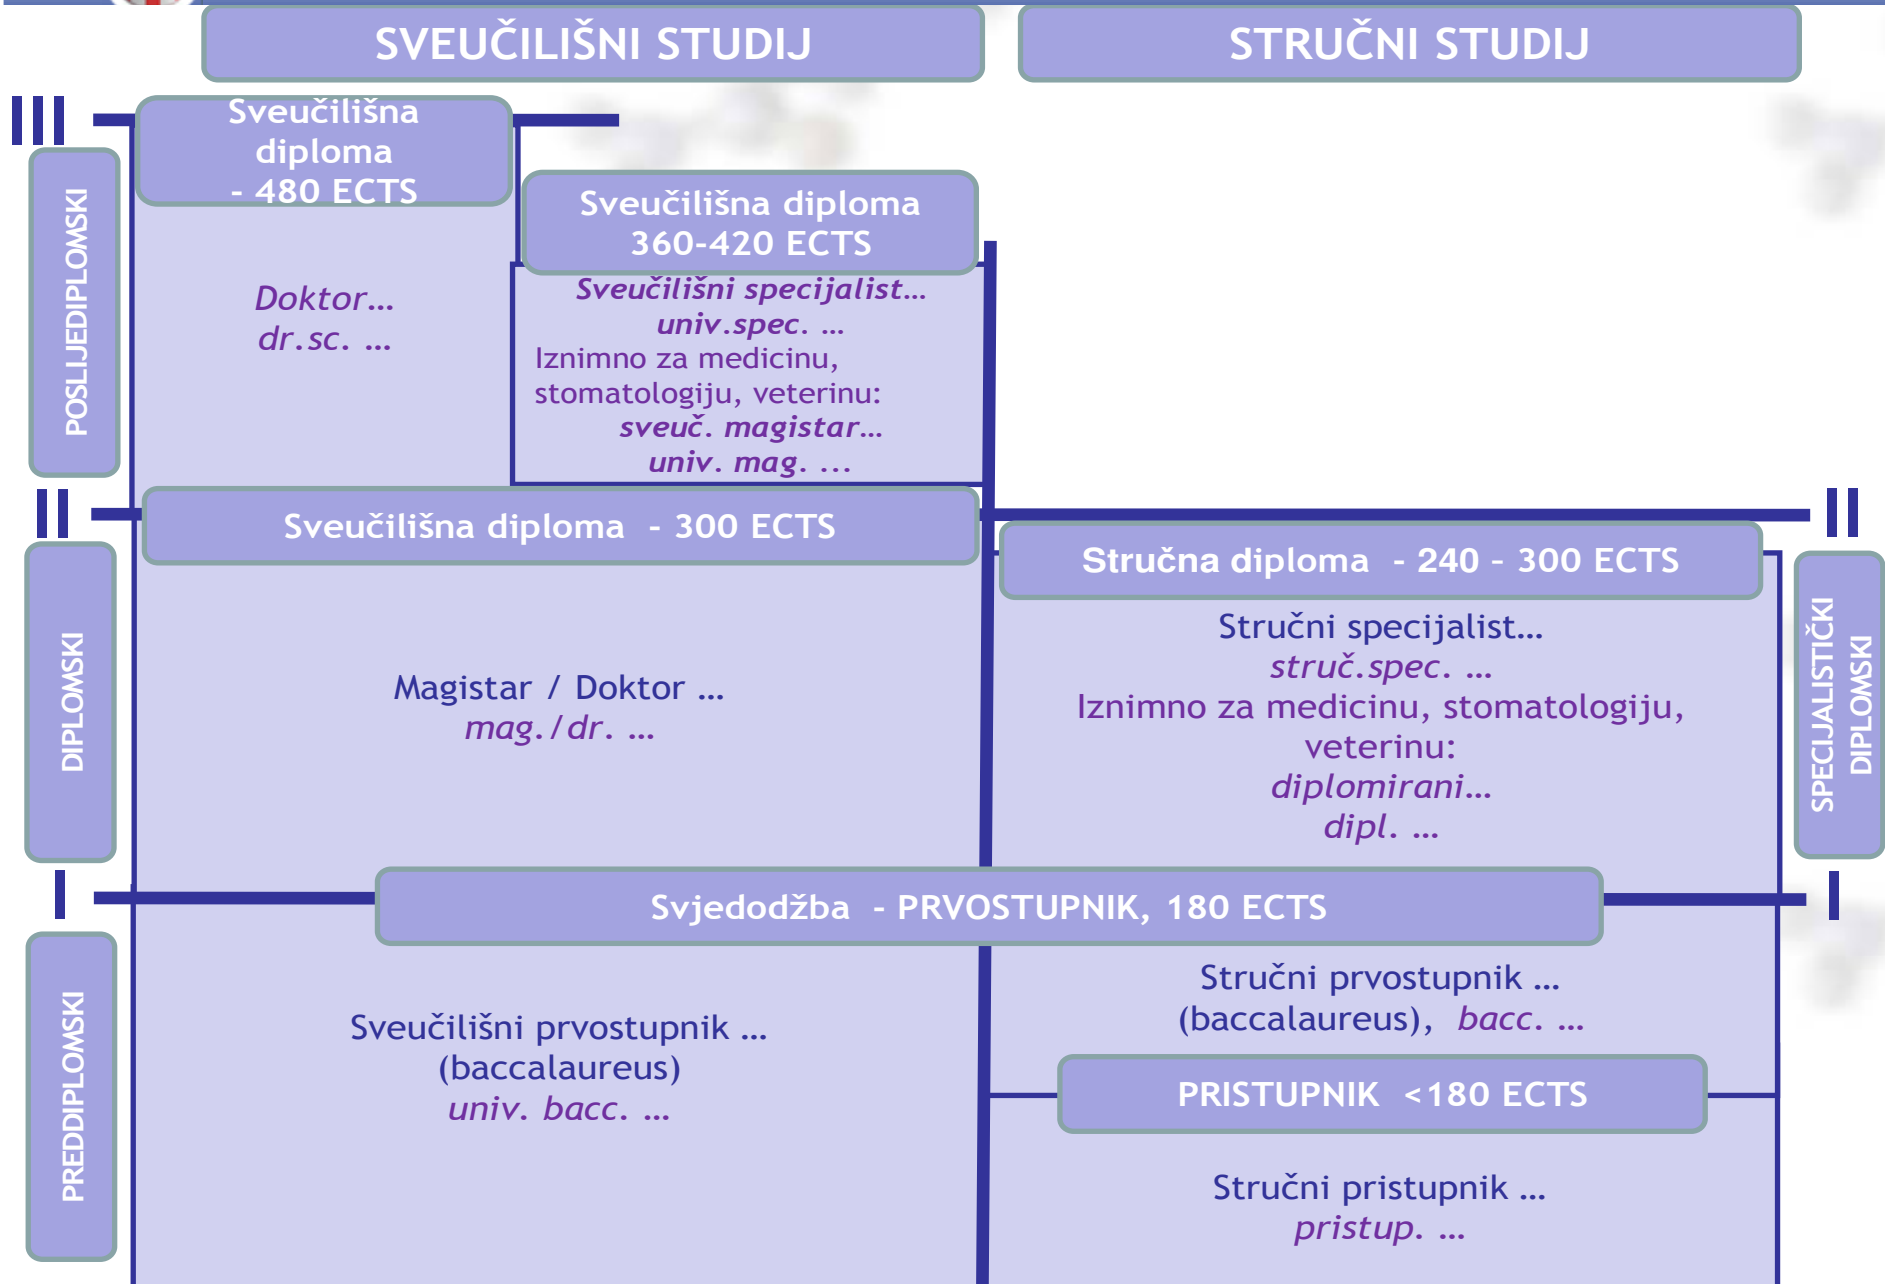 SVEUČILIŠNI STUDIJ
STRUČNI STUDIJ
III
POSLIJEDIPLOMSKI
Sveučilišna
diploma
- 480 ECTS
Doktor…
dr.sc. …
Sveučilišna diploma
360-420 ECTS
Sveučilišni specijalist…
univ.spec. …
Iznimno za medicinu,
stomatologiju, veterinu:
sveuč. magistar…
univ. mag. ...
II
DIPLOMSKI
Sveučilišna diploma - 300 ECTS
Magistar / Doktor …
mag./dr. …
II
SPECIJALISTIČKI
DIPLOMSKI
Stručna diploma - 240 – 300 ECTS
Stručni specijalist…
struč.spec. …
Iznimno za medicinu, stomatologiju,
veterinu:
diplomirani…
dipl. …
I
Svjedodžba - PRVOSTUPNIK, 180 ECTS
I
PREDDIPLOMSKI
Sveučilišni prvostupnik …
(baccalaureus)
univ. bacc. …
Stručni prvostupnik …
(baccalaureus), bacc. …
PRISTUPNIK <180 ECTS
Stručni pristupnik …
pristup. …